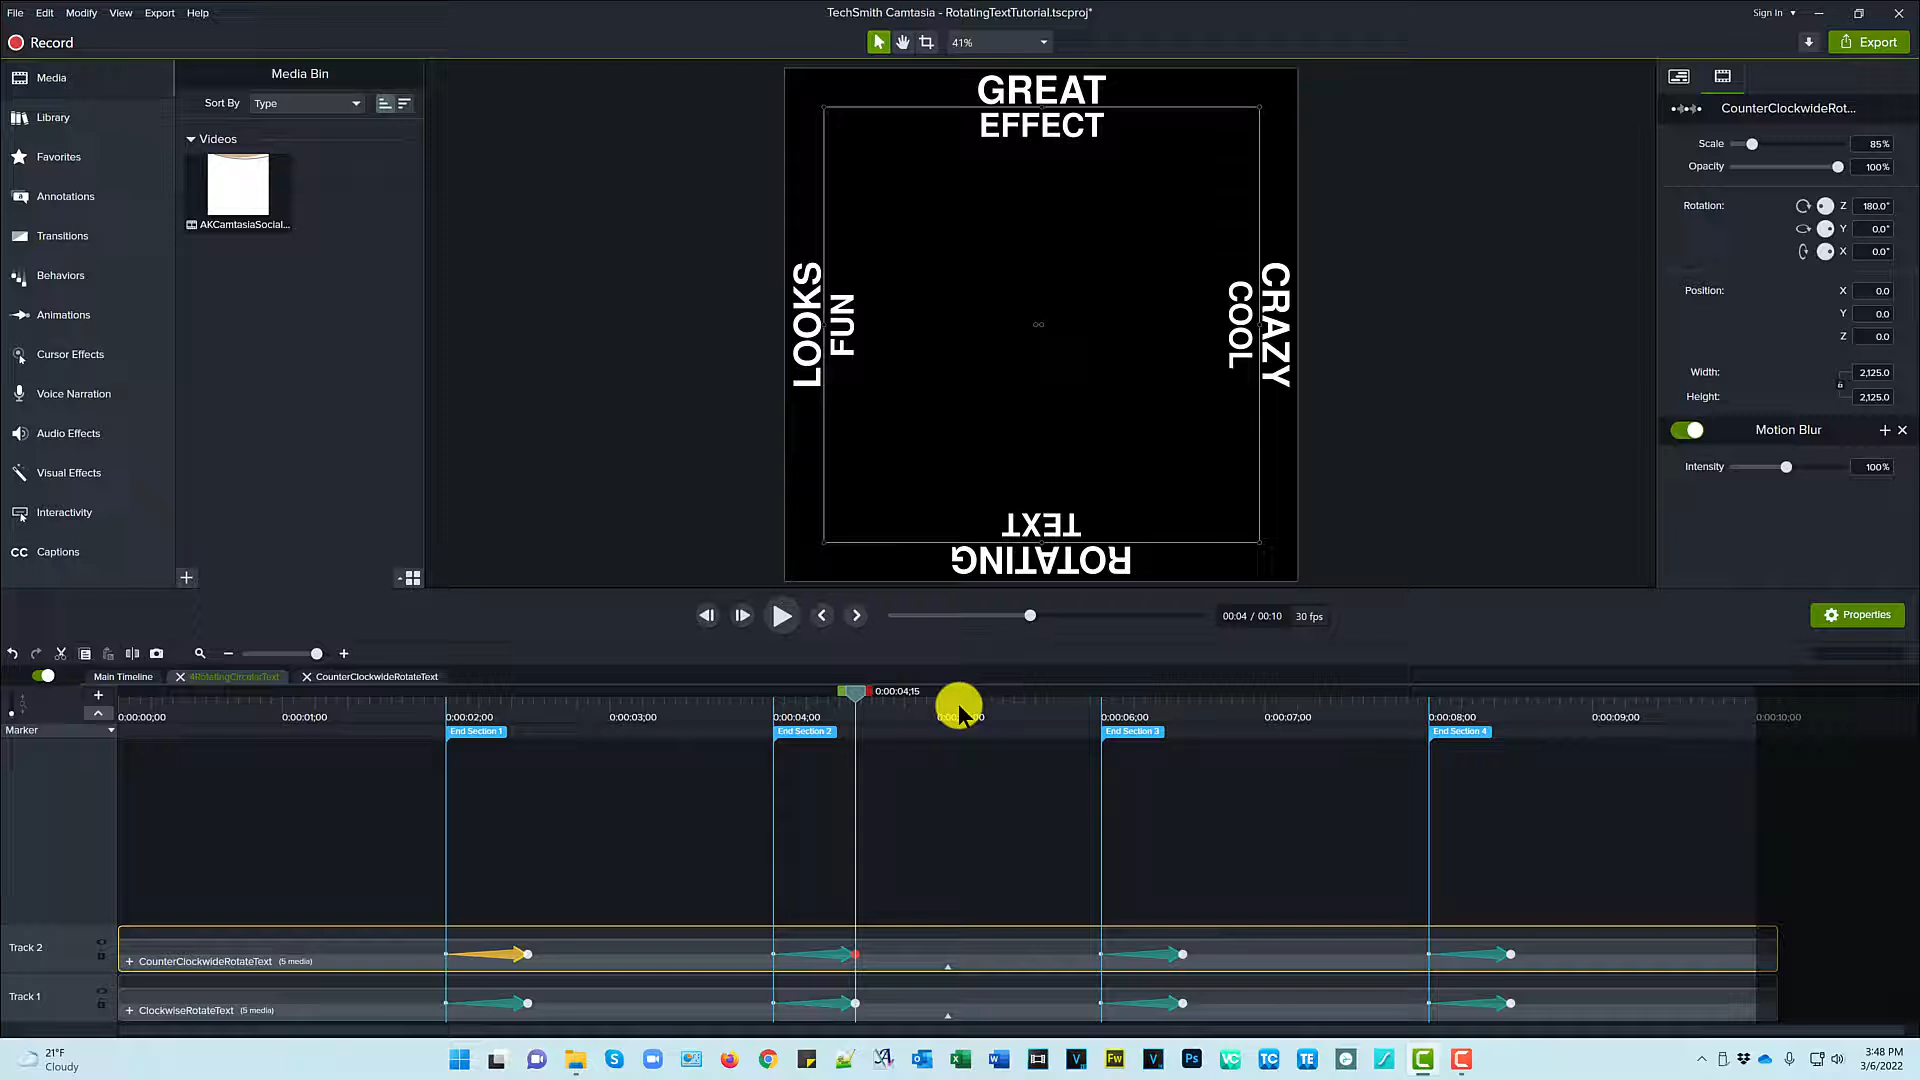 File Edit Modify View Export Help
TechSmith Camtasia - RotatingTextTutorial.tscproj*
Sign In
Record
41%
Export
Media
Library
Favorites
Annotations
Transitions
Behaviors
Animations
Cursor Effects
Voice Narration
Audio Effects
Visual Effects
Interactivity
CC Captions
Media Bin
Sort By Type
Videos
AKCamtasiaSocial...
GREAT
EFFECT
LOOKS
FUN
CRAZY
COOL
TEXT
ROTATING
CounterClockwideRot...
Scale 85%
Opacity 100%
Rotation: Z 180.0°
Y 0.0°
X 0.0°
Position: X 0.0
Y 0.0
Z 0.0
Width: 2,125.0
Height: 2,125.0
Motion Blur
Intensity 100%
00:04 / 00:10 30 fps
Properties
Main Timeline 4RotatingCircularText CounterClockwideRotateText
0:00:04;15
0:00:00;00 0:00:01;00 0:00:02;00 0:00:03;00 0:00:04;00 0:00:06;00 0:00:07;00 0:00:08;00 0:00:09;00 0:00:10;00
Marker
End Section 1 End Section 2 End Section 3 End Section 4
Track 2
+ CounterClockwideRotateText (5 media)
Track 1
+ ClockwiseRotateText (5 media)
21°F
Cloudy
3:48 PM
3/6/2022